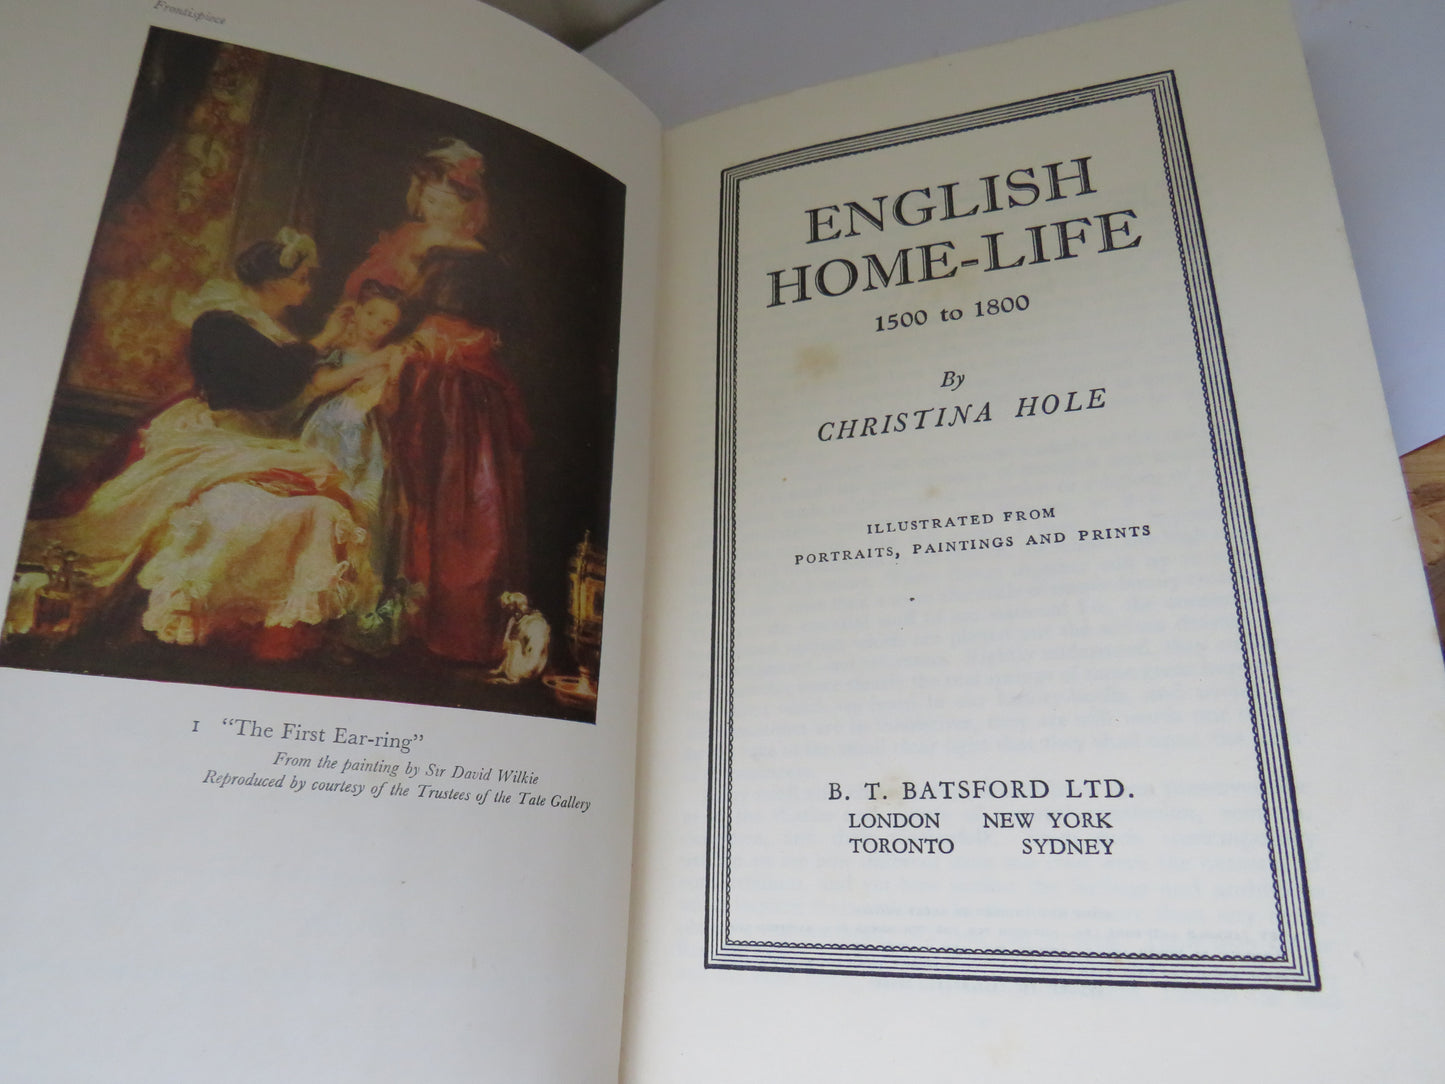 Frontispiece
1 "The First Ear-ring"
From the painting by Sir David Wilkie
Reproduced by courtesy of the Trustees of the Tate Gallery
ENGLISH
HOME-LIFE
1500 to 1800
By
CHRISTINA HOLE
ILLUSTRATED FROM
PORTRAITS, PAINTINGS AND PRINTS
B. T. BATSFORD LTD.
LONDON NEW YORK
TORONTO SYDNEY